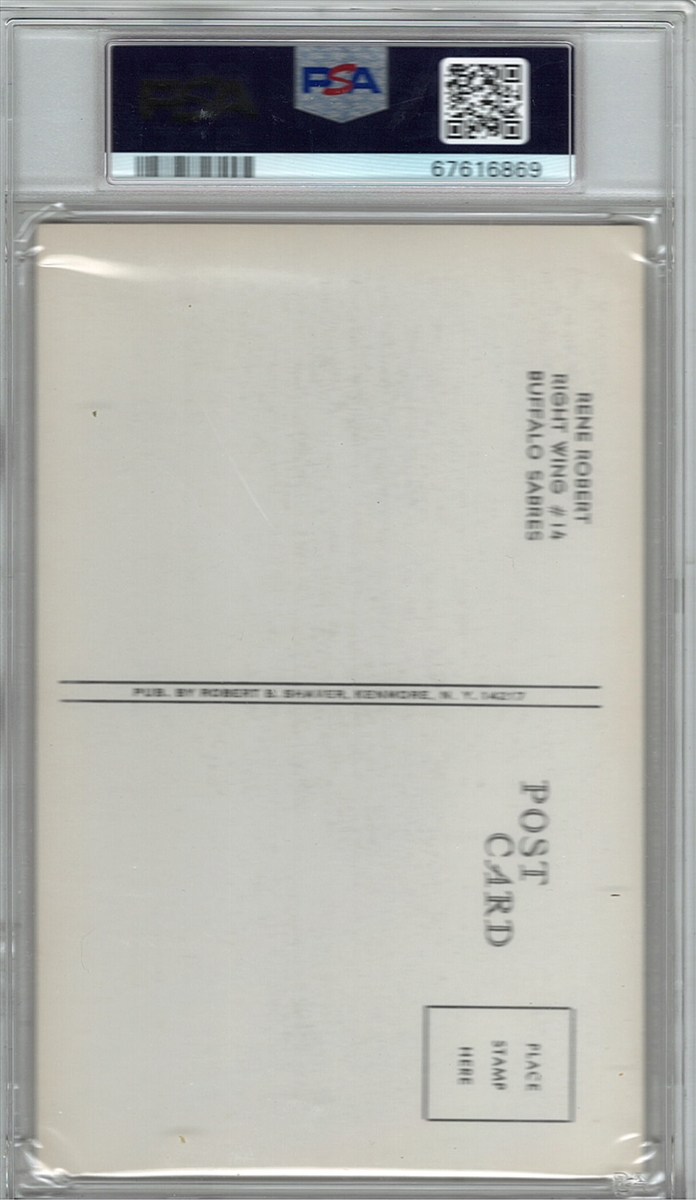 PSA
PSA
67616869
RENE ROBERT
RIGHT WING #14
BUFFALO SABRES
PUB. BY ROBERT B. SHAVER, KENMORE, N. Y. 14217
POST
CARD
PLACE
STAMP
HERE